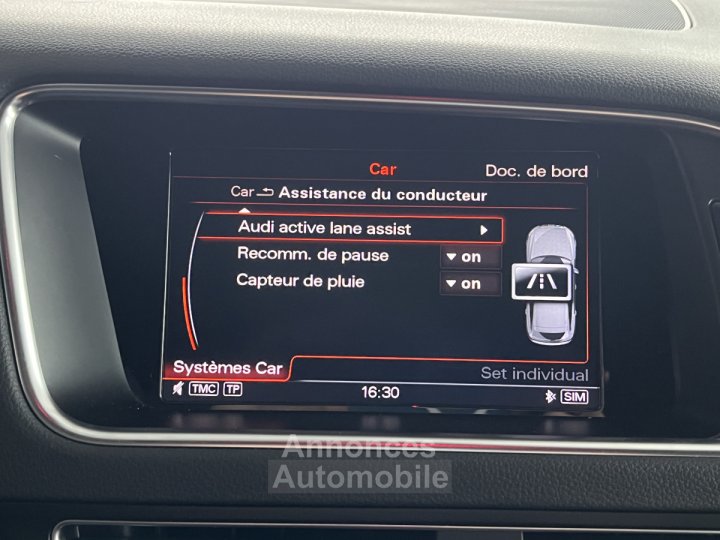 Car
Doc. de bord
Car Assistance du conducteur
Audi active lane assist
Recomm. de pause on
Capteur de pluie on
Systèmes Car
Set individual
TMC TP 16:30 SIM
Annonces
Automobile